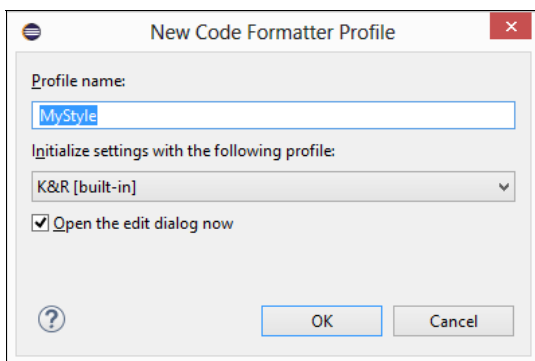 New Code Formatter Profile
Profile name:
MyStyle
Initialize settings with the following profile:
K&R [built-in]
Open the edit dialog now
OK Cancel